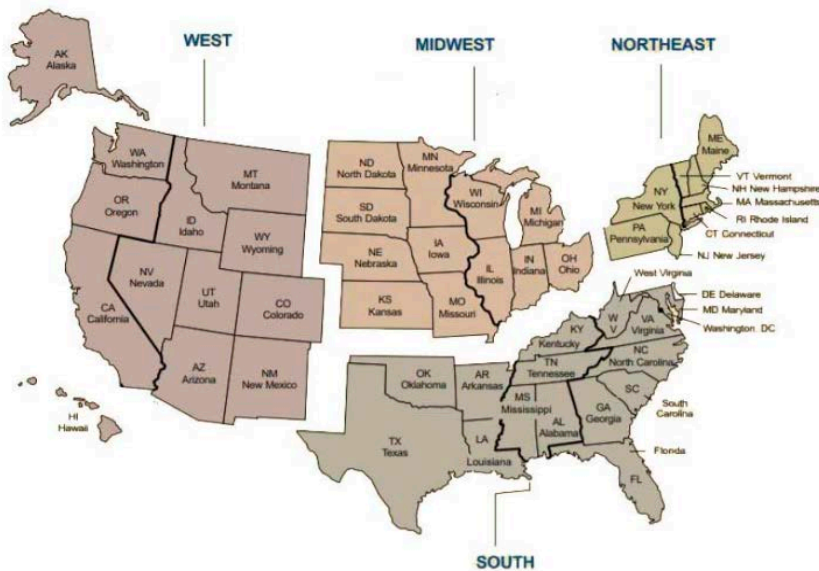 WEST
MIDWEST
NORTHEAST
AK
Alaska
WA
Washington
MT
Montana
OR
Oregon
ID
Idaho
WY
Wyoming
NV
Nevada
UT
Utah
CO
Colorado
CA
California
AZ
Arizona
NM
New Mexico
HI
Hawaii
ND
North Dakota
MN
Minnesota
SD
South Dakota
WI
Wisconsin
MI
Michigan
NE
Nebraska
IA
Iowa
IL
Illinois
IN
Indiana
OH
Ohio
KS
Kansas
MO
Missouri
ME
Maine
VT Vermont
NH New Hampshire
NY
New York
MA Massachusetts
RI Rhode Island
CT Connecticut
PA
Pennsylvania
NJ New Jersey
West Virginia
DE Delaware
MD Maryland
Washington DC
W
V
VA
Virginia
KY
Kentucky
NC
North Carolina
TN
Tennessee
OK
Oklahoma
AR
Arkansas
SC
South
Carolina
MS
Mississippi
AL
Alabama
GA
Georgia
TX
Texas
LA
Louisiana
Florida
FL
SOUTH